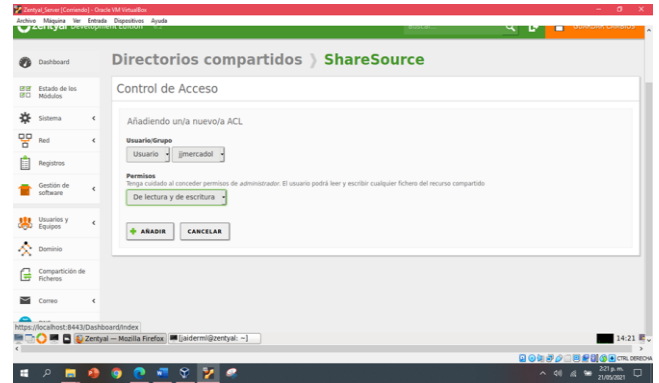 Zentyal_Server [Corriendo] - Oracle VM VirtualBox
Archivo Máquina Ver Entrada Dispositivos Ayuda
zentyal Development Edition
Buscar...
GUARDAR CAMBIOS
Dashboard
Estado de los
Módulos
Sistema
Red
Registros
Gestión de
software
Usuarios y
Equipos
Dominio
Compartición de
Ficheros
Correo
Directorios compartidos ⟩ ShareSource
Control de Acceso
Añadiendo un/a nuevo/a ACL
Usuario/Grupo
Usuario jjmercadol
Permisos
Tenga cuidado al conceder permisos de administrador. El usuario podrá leer y escribir cualquier fichero del recurso compartido
De lectura y de escritura
AÑADIR CANCELAR
https://localhost:8443/Dashboard/Index
Zentyal — Mozilla Firefox [jaiderml@zentyal: ~]
14:21
CTRL DERECHA
2:21 p. m.
21/05/2021